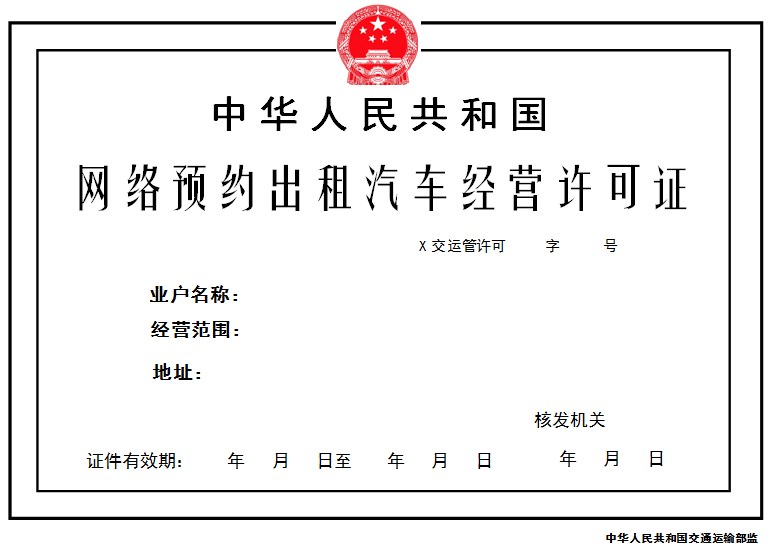 中华人民共和国
网络预约出租汽车经营许可证
X 交运管许可 字 号
业户名称：
经营范围：
地址：
核发机关
证件有效期： 年 月 日至 年 月 日 年 月 日
中华人民共和国交通运输部监